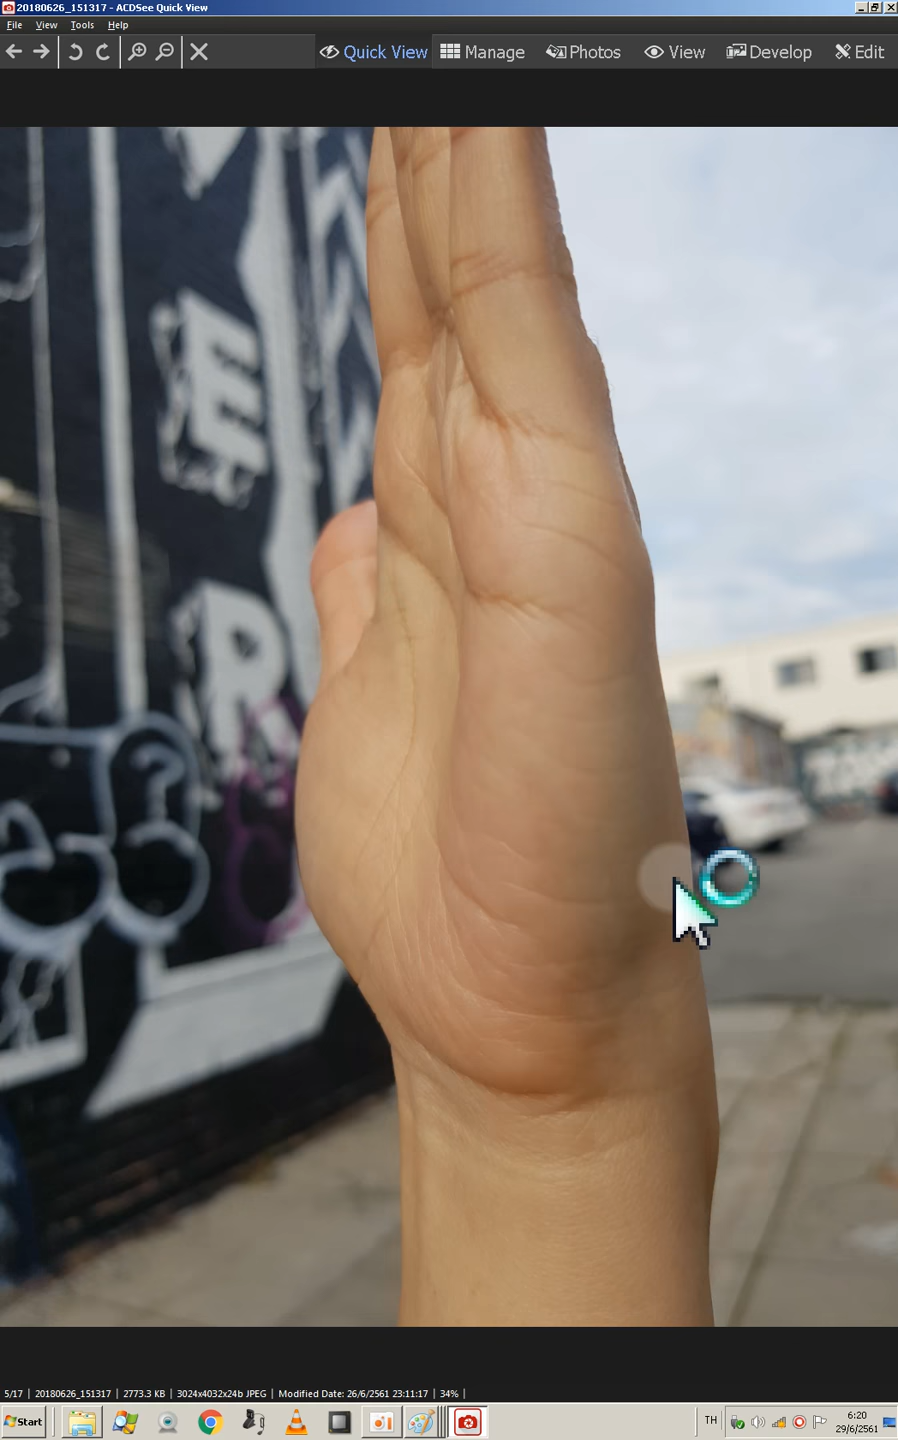 20180626_151317 - ACDSee Quick View
File View Tools Help
Quick View Manage Photos View Develop Edit
E
R
5/17 | 20180626_151317 | 2773.3 KB | 3024x4032x24b JPEG | Modified Date: 26/6/2561 23:11:17 | 34% |
Start TH 6:20
29/6/2561